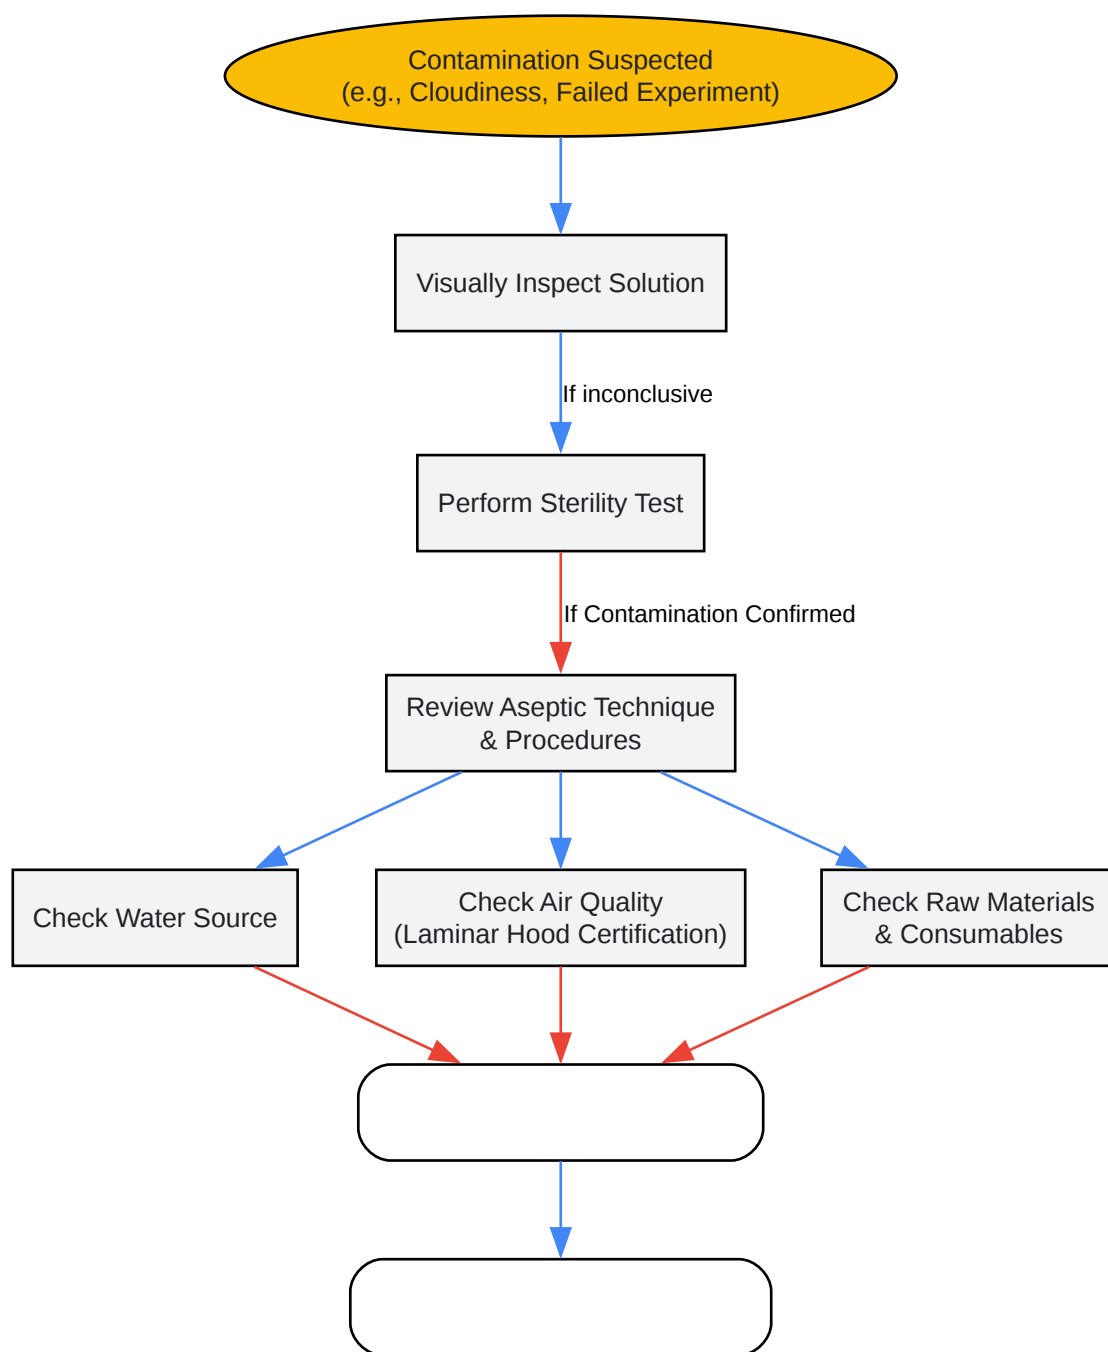 Contamination Suspected
(e.g., Cloudiness, Failed Experiment)
Visually Inspect Solution
If inconclusive
Perform Sterility Test
If Contamination Confirmed
Review Aseptic Technique
& Procedures
Check Water Source
Check Air Quality
(Laminar Hood Certification)
Check Raw Materials
& Consumables